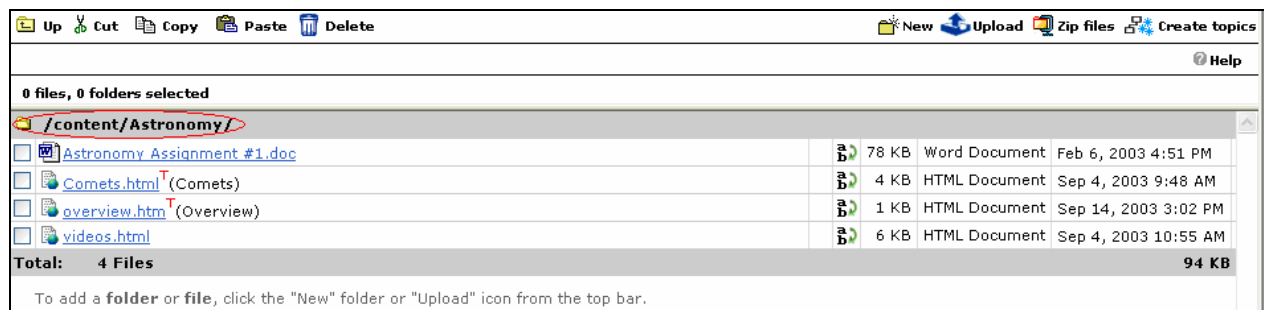 Up Cut Copy Paste Delete New Upload Zip files Create topics
Help
0 files, 0 folders selected
/content/Astronomy/
Astronomy Assignment #1.doc 78 KB Word Document Feb 6, 2003 4:51 PM
Comets.html T (Comets) 4 KB HTML Document Sep 4, 2003 9:48 AM
overview.htm T (Overview) 1 KB HTML Document Sep 14, 2003 3:02 PM
videos.html 6 KB HTML Document Sep 4, 2003 10:55 AM
Total: 4 Files 94 KB
To add a folder or file, click the "New" folder or "Upload" icon from the top bar.